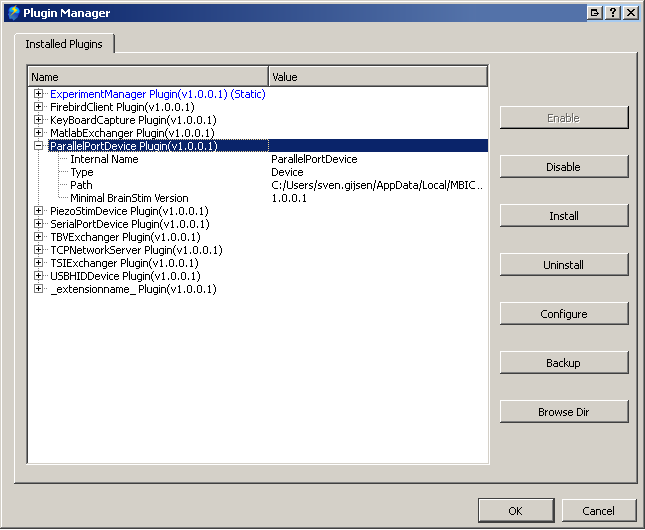 Plugin Manager
Installed Plugins
Name Value
ExperimentManager Plugin(v1.0.0.1) (Static)
FirebirdClient Plugin(v1.0.0.1)
KeyBoardCapture Plugin(v1.0.0.1)
MatlabExchanger Plugin(v1.0.0.1)
ParallelPortDevice Plugin(v1.0.0.1)
Internal Name ParallelPortDevice
Type Device
Path C:/Users/sven.gijsen/AppData/Local/MBIC ...
Minimal BrainStim Version 1.0.0.1
PiezoStimDevice Plugin(v1.0.0.1)
SerialPortDevice Plugin(v1.0.0.1)
TBVExchanger Plugin(v1.0.0.1)
TCPNetworkServer Plugin(v1.0.0.1)
TSIExchanger Plugin(v1.0.0.1)
USBHIDDevice Plugin(v1.0.0.1)
_extensionname_ Plugin(v1.0.0.1)
Enable
Disable
Install
Uninstall
Configure
Backup
Browse Dir
OK Cancel